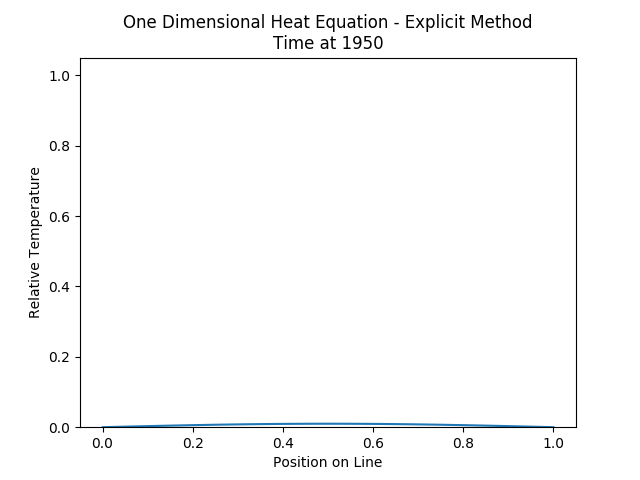 One Dimensional Heat Equation - Explicit Method
Time at 1950
1.0
0.8
0.6
0.4
0.2
0.0
Relative Temperature
0.0 0.2 0.4 0.6 0.8 1.0
Position on Line